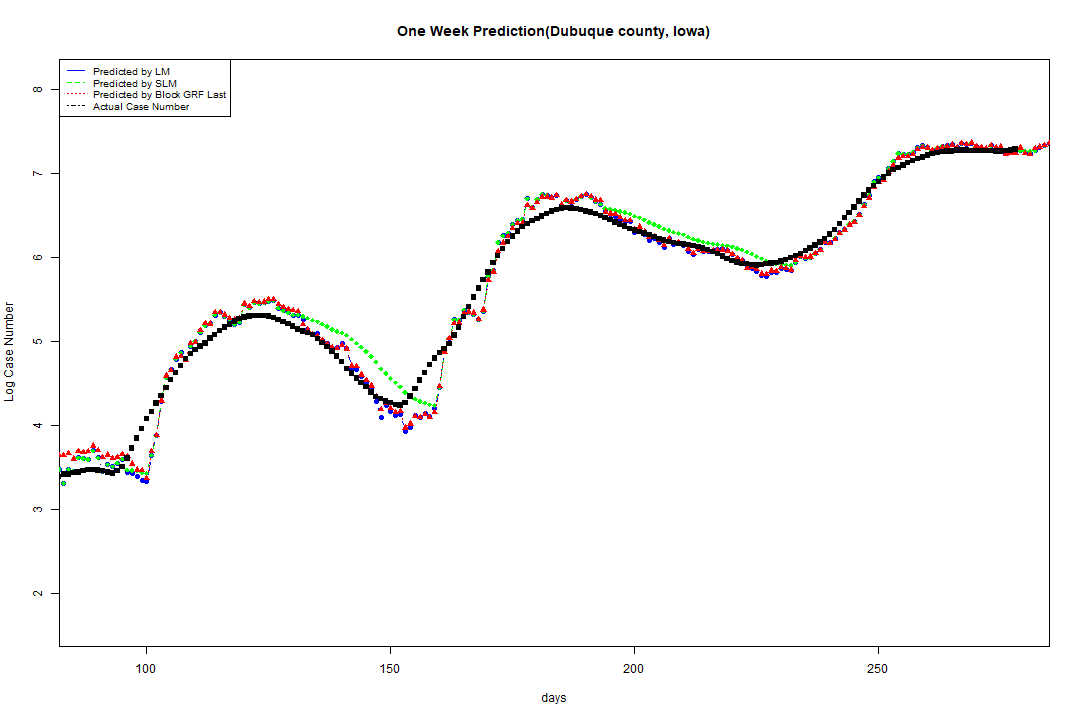 One Week Prediction(Dubuque county, Iowa)
Predicted by LM
Predicted by SLM
Predicted by Block GRF Last
Actual Case Number
8
7
6
5
4
3
2
Log Case Number
100 150 200 250
days